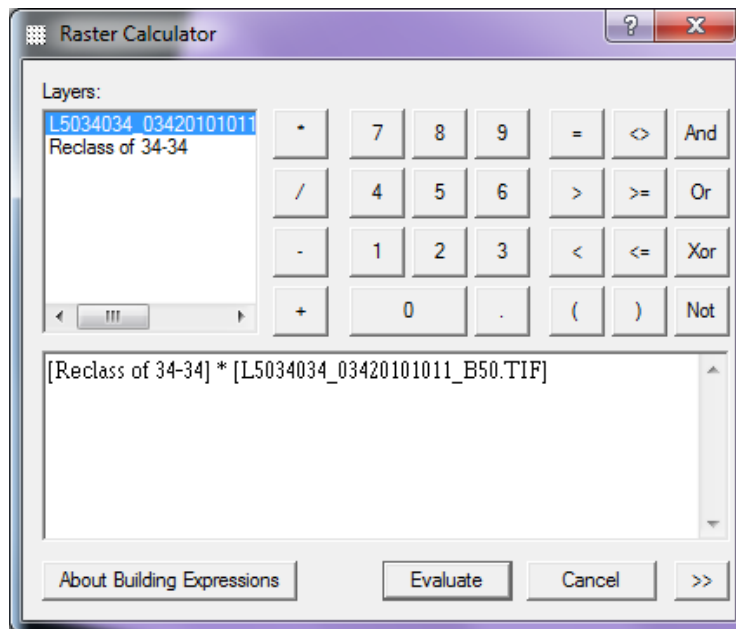 Raster Calculator
?
X
Layers:
L5034034_03420101011
Reclass of 34-34
* 7 8 9 = <> And
/ 4 5 6 > >= Or
- 1 2 3 < <= Xor
+ 0 . ( ) Not
[Reclass of 34-34] * [L5034034_03420101011_B50.TIF]
About Building Expressions Evaluate Cancel >>